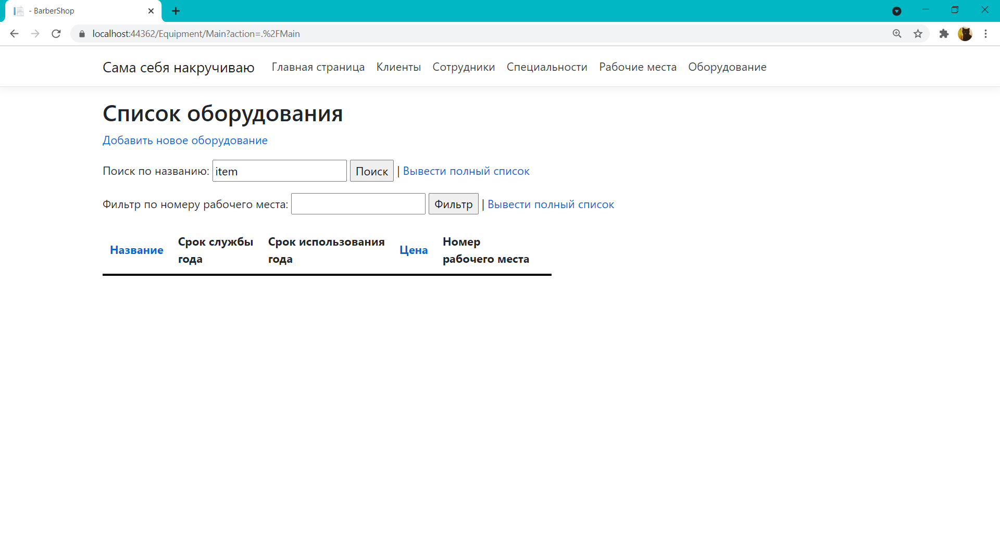 - BarberShop
localhost:44362/Equipment/Main?action=.%2FMain
Сама себя накручиваю Главная страница Клиенты Сотрудники Специальности Рабочие места Оборудование
Список оборудования
Добавить новое оборудование
Поиск по названию: item Поиск | Вывести полный список
Фильтр по номеру рабочего места: Фильтр | Вывести полный список
Название Срок службы года Срок использования года Цена Номер рабочего места